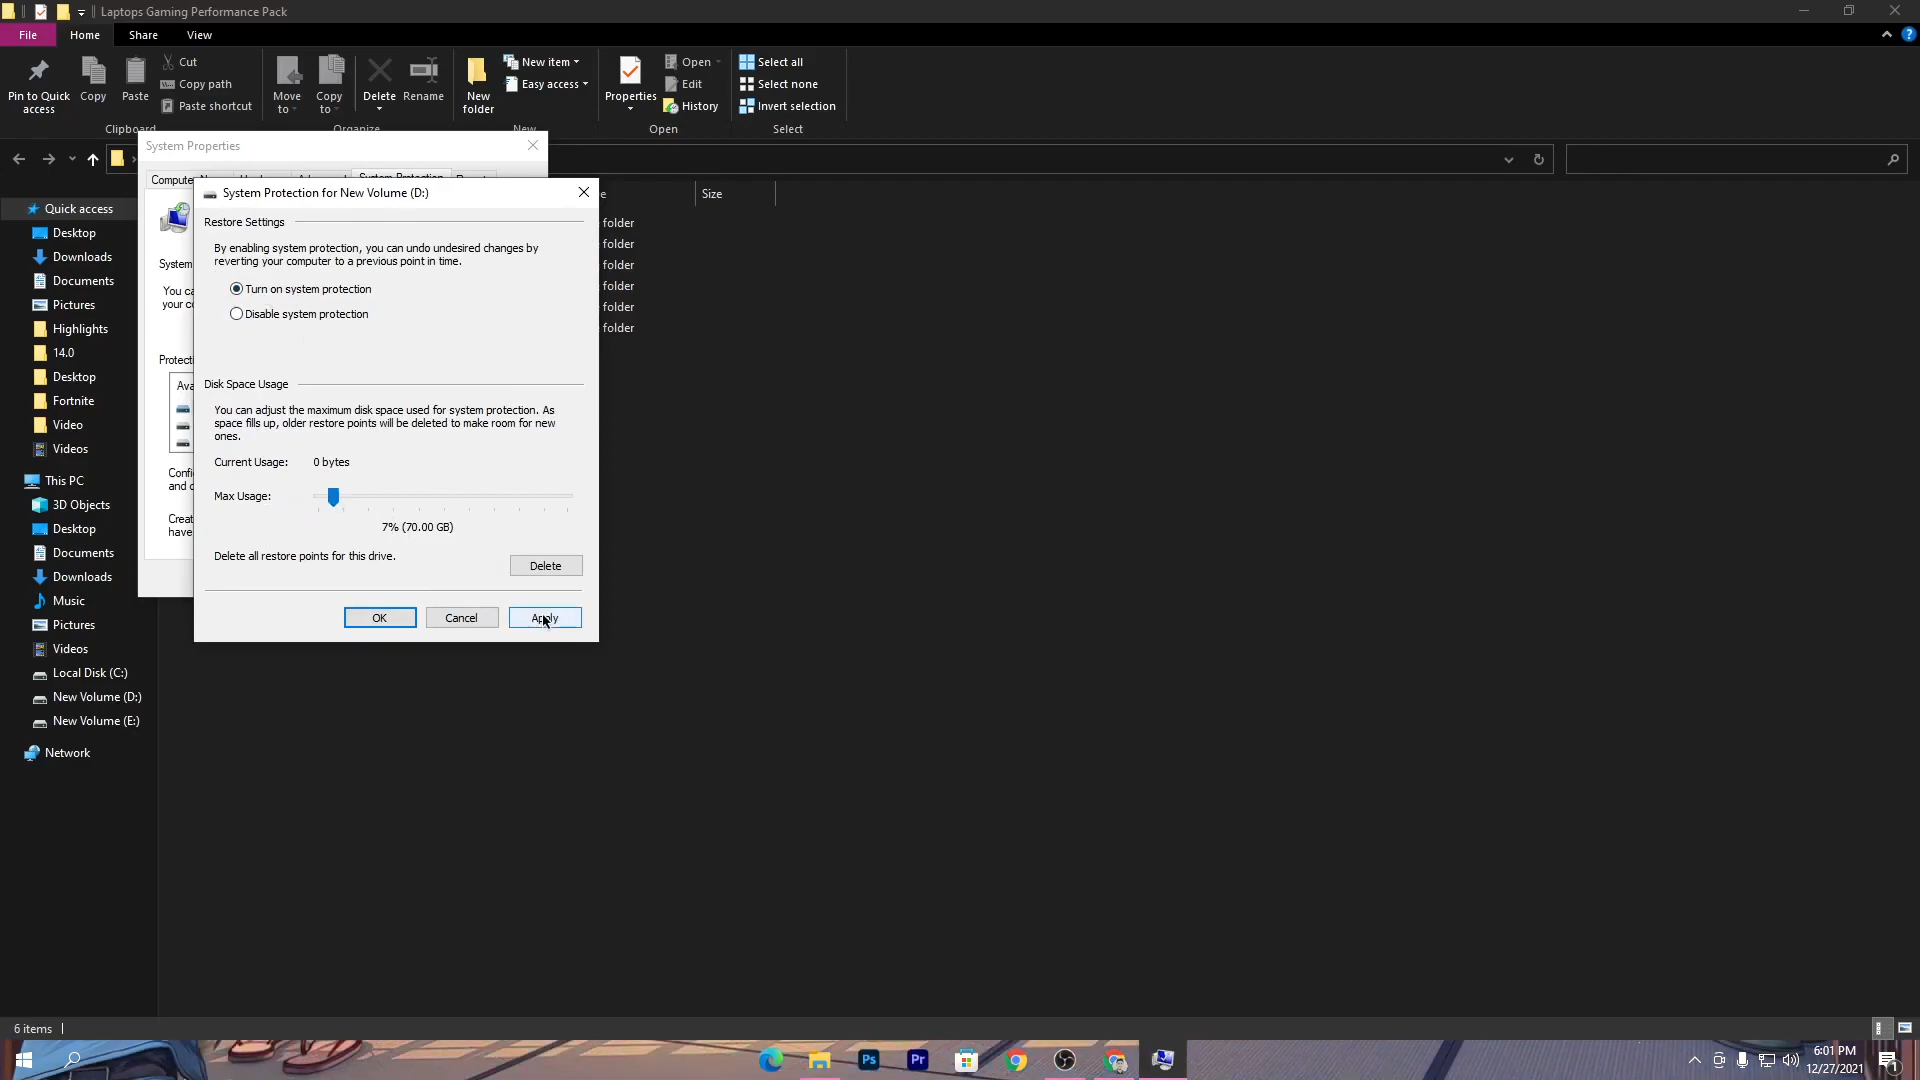 Laptops Gaming Performance Pack
File Home Share View
Pin to Quick access
Copy
Paste
Cut
Copy path
Paste shortcut
Clipboard
Move to
Copy to
Delete
Rename
Organize
New folder
New item
Easy access
New
Properties
Open
Edit
History
Open
Select all
Select none
Invert selection
Select
System Properties
System Protection
System
Size
folder
folder
folder
folder
folder
folder
Quick access
Desktop
Downloads
Documents
Pictures
Highlights
14.0
Desktop
Fortnite
Video
Videos
This PC
3D Objects
Desktop
Documents
Downloads
Music
Pictures
Videos
Local Disk (C:)
New Volume (D:)
New Volume (E:)
Network
System Protection for New Volume (D:)
Restore Settings
By enabling system protection, you can undo undesired changes by
reverting your computer to a previous point in time.
Turn on system protection
Disable system protection
Disk Space Usage
You can adjust the maximum disk space used for system protection. As
space fills up, older restore points will be deleted to make room for new
ones.
Current Usage: 0 bytes
Max Usage:
7% (70.00 GB)
Delete all restore points for this drive.
Delete
OK Cancel Apply
6 items
Ps Pr
6:01 PM
12/27/2021
1